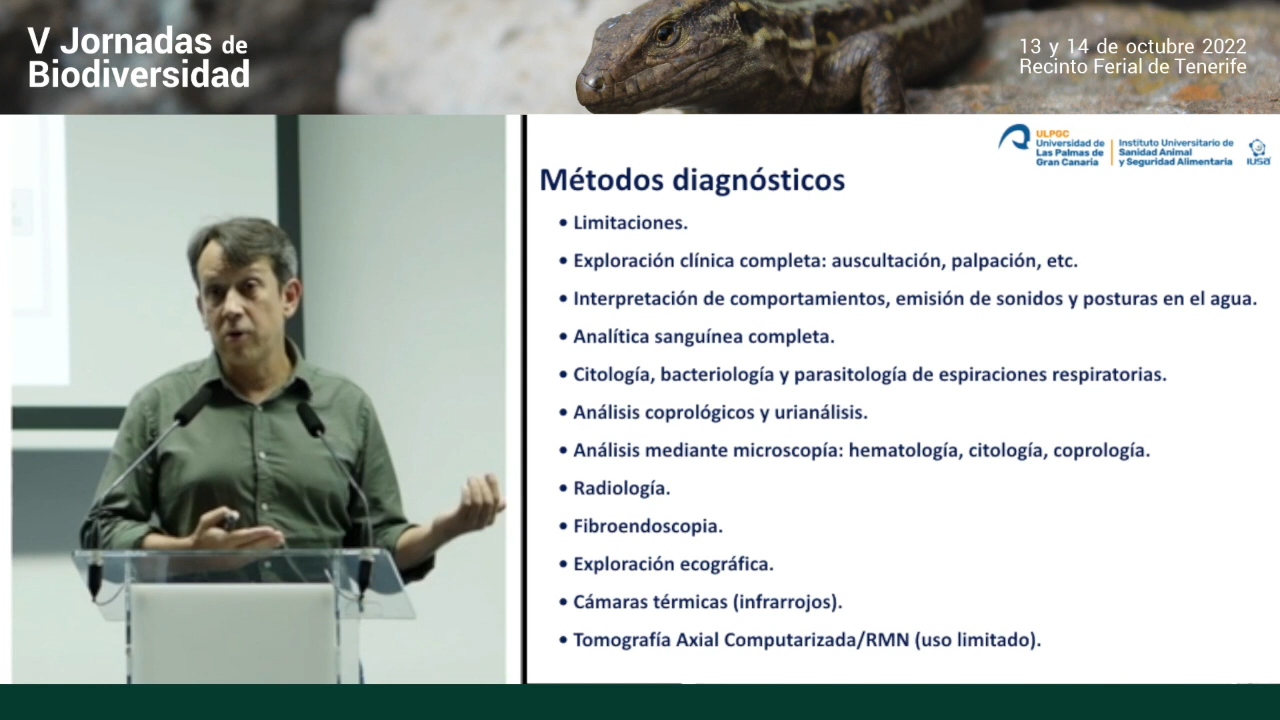 V Jornadas de
Biodiversidad
13 y 14 de octubre 2022
Recinto Ferial de Tenerife
ULPGC
Universidad de
Las Palmas de
Gran Canaria
Instituto Universitario de
Sanidad Animal
y Seguridad Alimentaria
IUSA
Métodos diagnósticos
• Limitaciones.
• Exploración clínica completa: auscultación, palpación, etc.
• Interpretación de comportamientos, emisión de sonidos y posturas en el agua.
• Analítica sanguínea completa.
• Citología, bacteriología y parasitología de espiraciones respiratorias.
• Análisis coprológicos y urianálisis.
• Análisis mediante microscopía: hematología, citología, coprología.
• Radiología.
• Fibroendoscopia.
• Exploración ecográfica.
• Cámaras térmicas (infrarrojos).
• Tomografía Axial Computarizada/RMN (uso limitado).